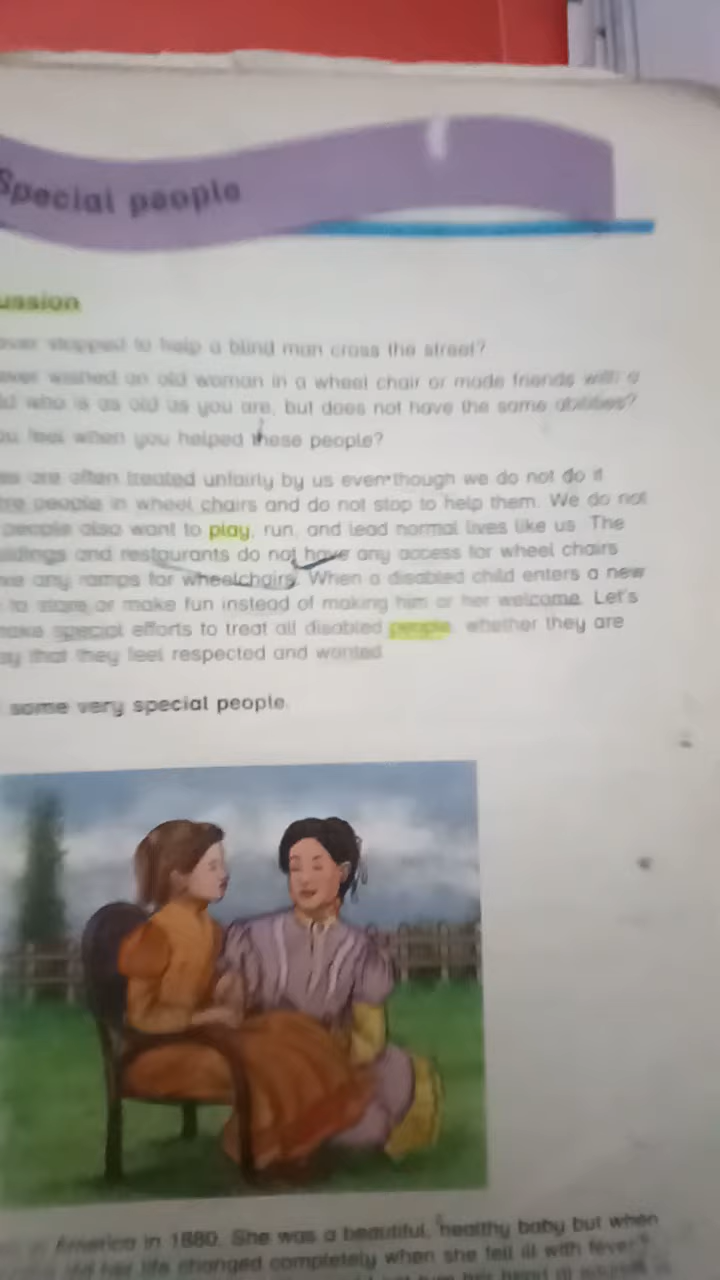 Special people
ussion
ever stopped to help a blind man cross the street?
ever wished an old woman in a wheel chair or made friends with a
who is as old as you are, but does not have the same abilities?
feel when you helped these people?
are often treated unfairly by us even though we do not do it
people in wheel chairs and do not stop to help them. We do not
people also want to play, run, and lead normal lives like us. The
and restaurants do not have any access for wheel chairs
any ramps for wheelchairs. When a disabled child enters a new
to stare or make fun instead of making him or her welcome. Let's
special efforts to treat all disabled people, whether they are
that they feel respected and wanted.
some very special people.
America in 1880. She was a beautiful, healthy baby but when
her life changed completely when she fell ill with fever.